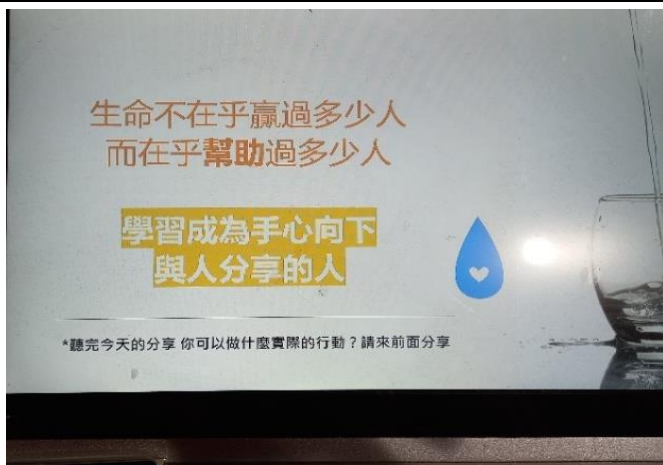 生命不在乎贏過多少人
而在乎幫助過多少人
學習成為手心向下
與人分享的人
*聽完今天的分享 你可以做什麼實際的行動？請來前面分享